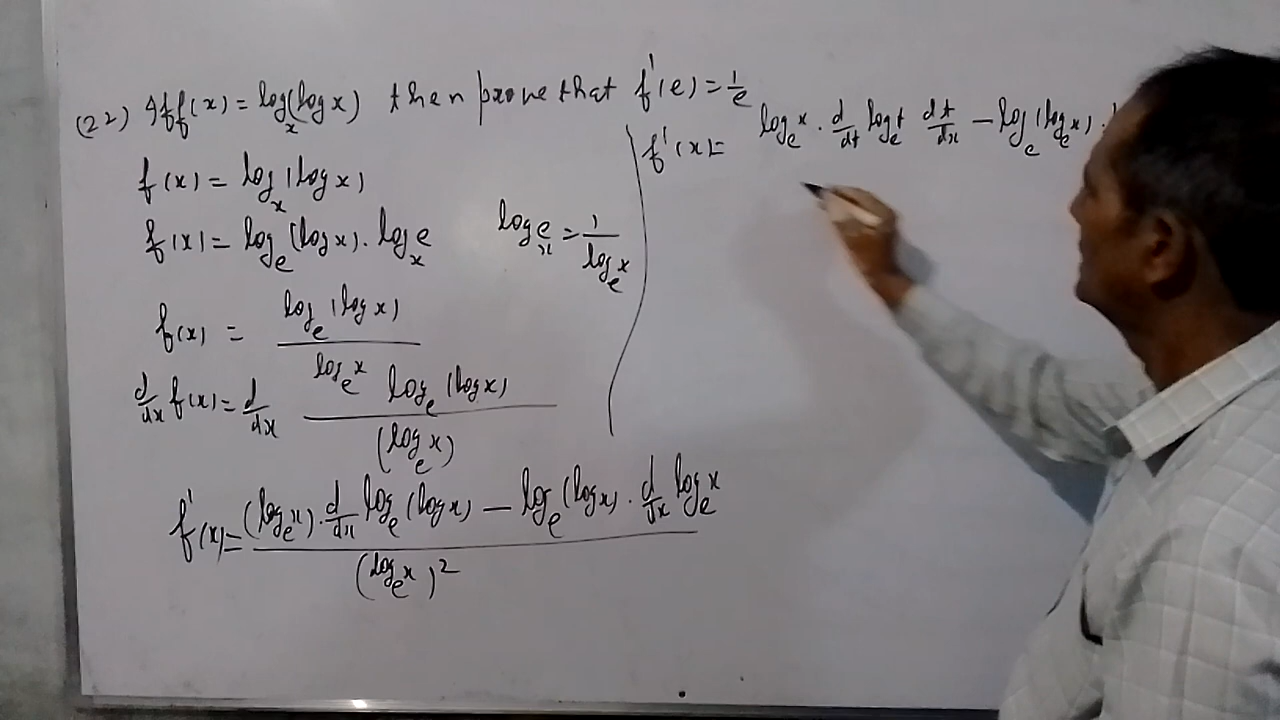 (22) If f(x) = log_x(log x) then prove that f'(e) = 1/e
f(x) = log_x(log x)
f(x) = log_e(log x) . log_x e
log_x e = 1/log_e x
f(x) = log_e(log x) / log_e x
d/dx f(x) = d/dx log_e(log x) / (log_e x)
f'(x) = (log_e x) . d/dx log_e(log x) — log_e(log x) . d/dx log_e x / (log_e x)^2
f'(x) = log_e x . d/dt log_e t dt/dx — log_e(log_e x) .